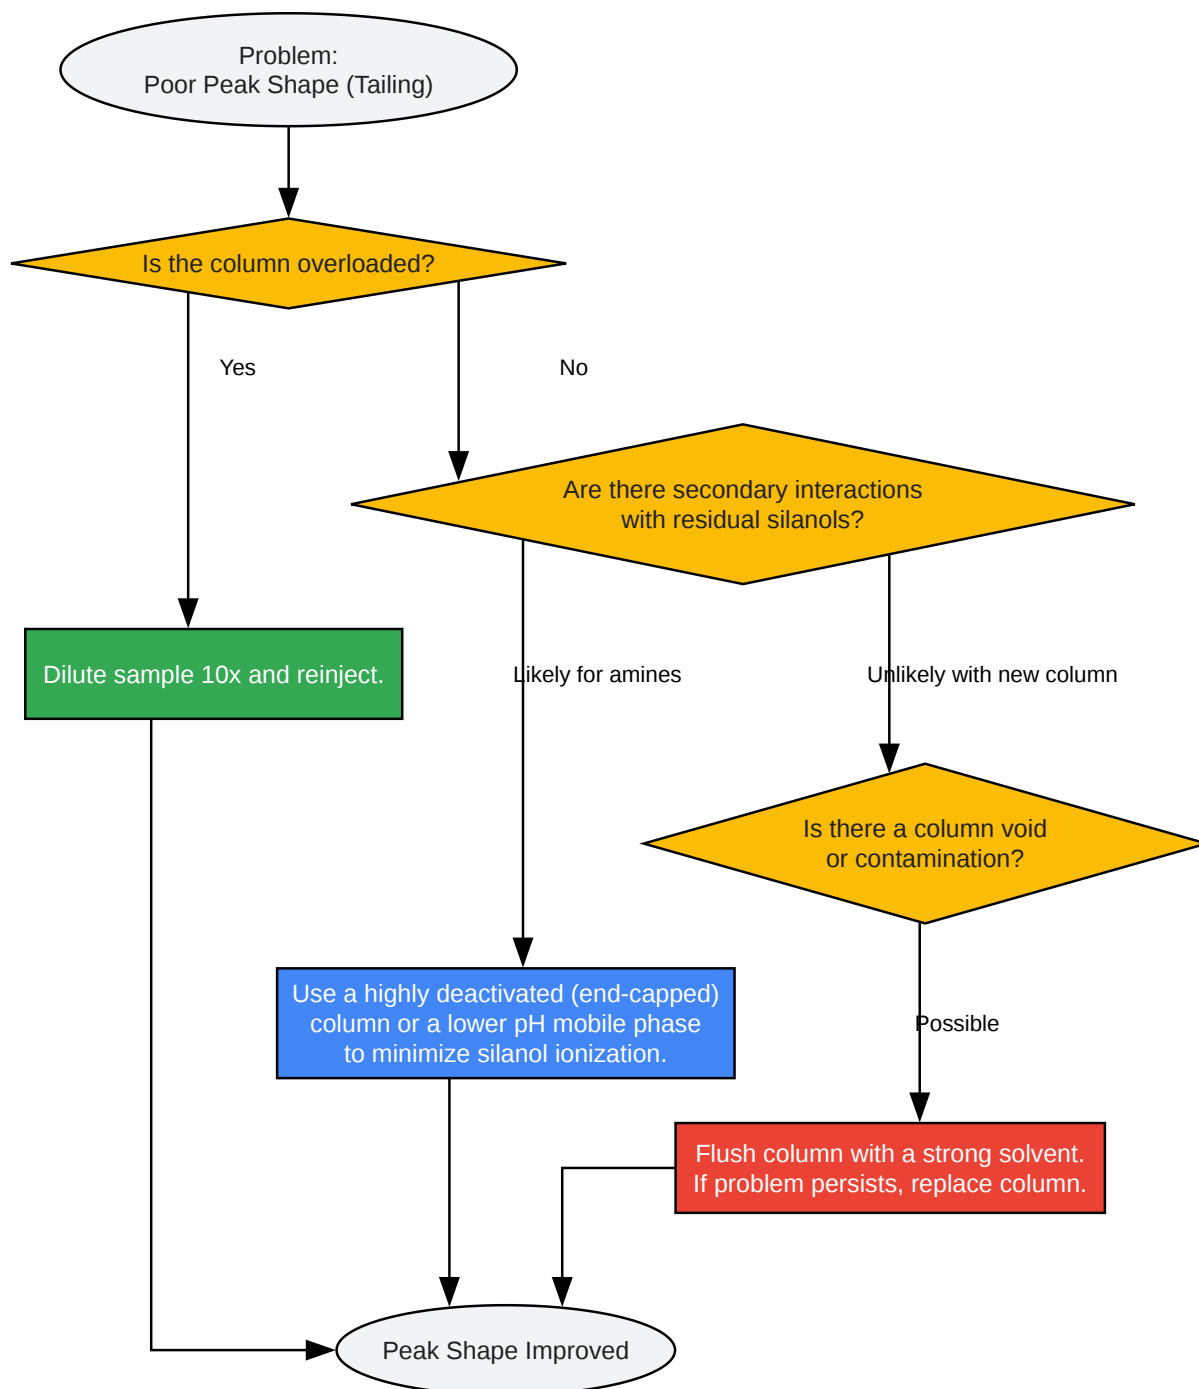 Problem:
Poor Peak Shape (Tailing)
Is the column overloaded?
Yes
No
Are there secondary interactions
with residual silanols?
Dilute sample 10x and reinject.
Likely for amines
Unlikely with new column
Is there a column void
or contamination?
Use a highly deactivated (end-capped)
column or a lower pH mobile phase
to minimize silanol ionization.
Possible
Flush column with a strong solvent.
If problem persists, replace column.
Peak Shape Improved